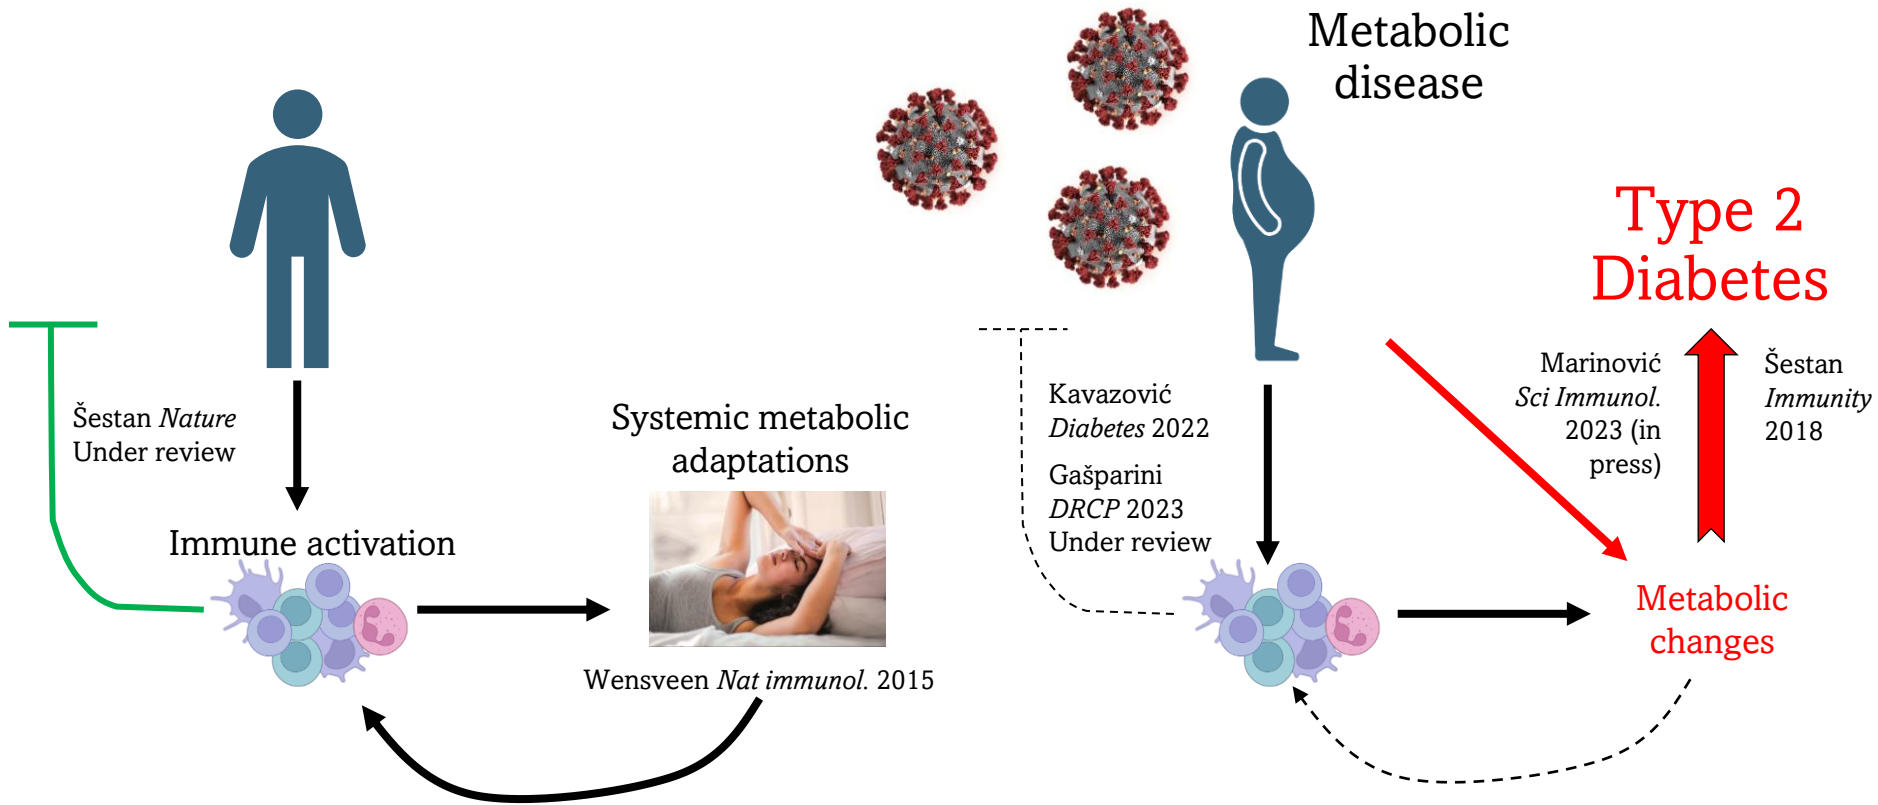 Šestan Nature
Under review
Immune activation
Systemic metabolic
adaptations
Wensveen Nat immunol. 2015
Metabolic
disease
Kavazović
Diabetes 2022
Gašparini
DRCP 2023
Under review
Type 2
Diabetes
Marinović
Sci Immunol.
2023 (in
press)
Šestan
Immunity
2018
Metabolic
changes